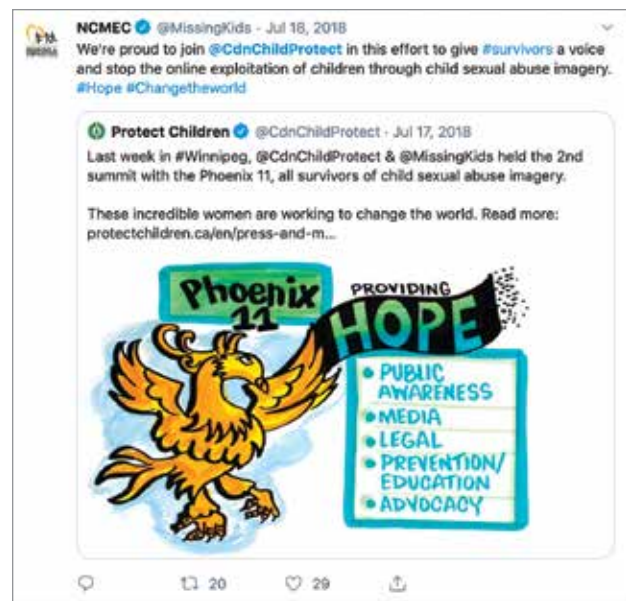 NCMEC @MissingKids · Jul 18, 2018
We're proud to join @CdnChildProtect in this effort to give #survivors a voice
and stop the online exploitation of children through child sexual abuse imagery.
#Hope #Changetheworld
Protect Children @CdnChildProtect · Jul 17, 2018
Last week in #Winnipeg, @CdnChildProtect & @MissingKids held the 2nd
summit with the Phoenix 11, all survivors of child sexual abuse imagery.
These incredible women are working to change the world. Read more:
protectchildren.ca/en/press-and-m...
Phoenix
11
PROVIDING
HOPE
• PUBLIC
AWARENESS
• MEDIA
• LEGAL
• PREVENTION/
EDUCATION
• ADVOCACY
20
29